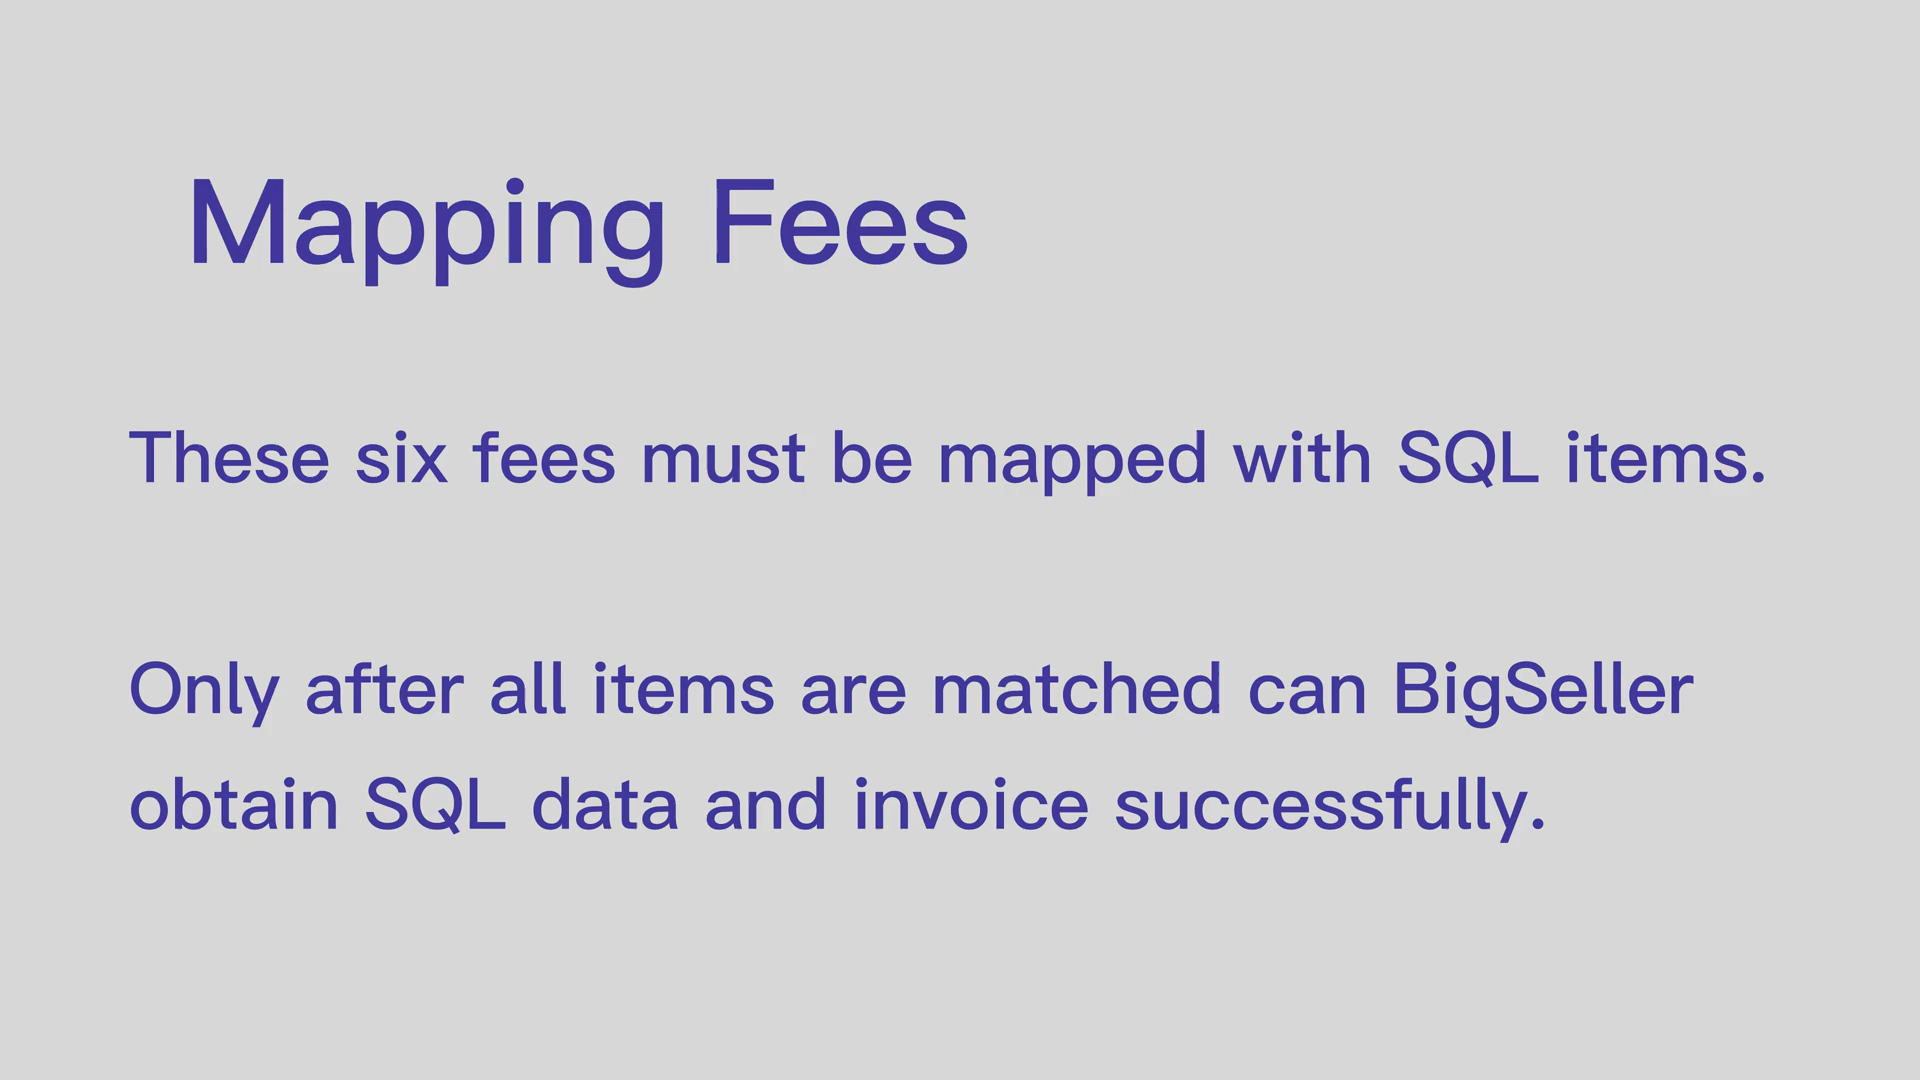 Mapping Fees
These six fees must be mapped with SQL items.
Only after all items are matched can BigSeller
obtain SQL data and invoice successfully.